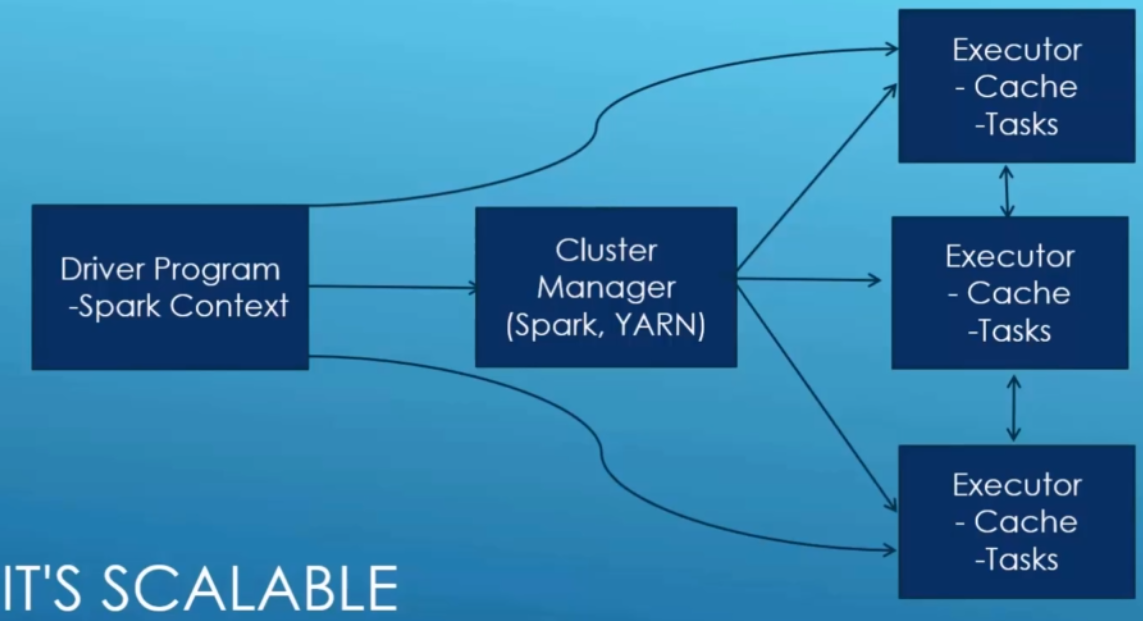 Executor
- Cache
-Tasks
Driver Program
-Spark Context
Cluster
Manager
(Spark, YARN)
Executor
- Cache
-Tasks
Executor
- Cache
-Tasks
IT'S SCALABLE